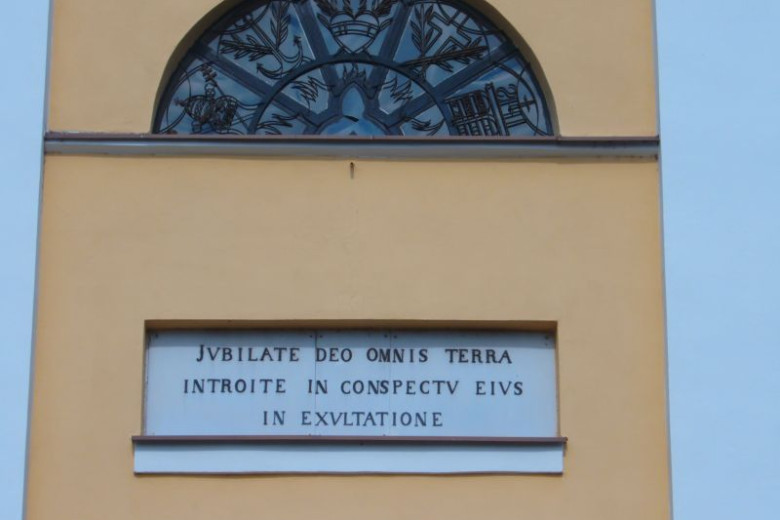 JVBILATE DEO OMNIS TERRA
INTROITE IN CONSPECTV EIVS
IN EXVLTATIONE